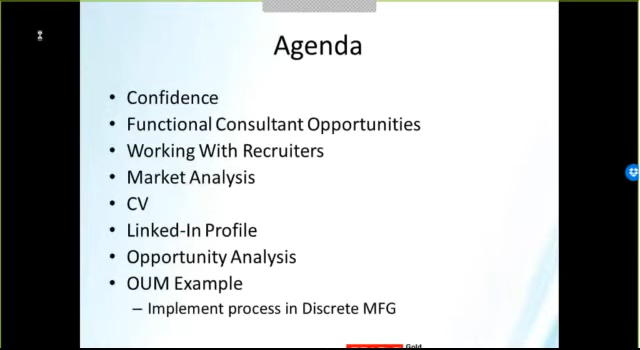 Agenda
• Confidence
• Functional Consultant Opportunities
• Working With Recruiters
• Market Analysis
• CV
• Linked-In Profile
• Opportunity Analysis
• OUM Example
– Implement process in Discrete MFG
Gold